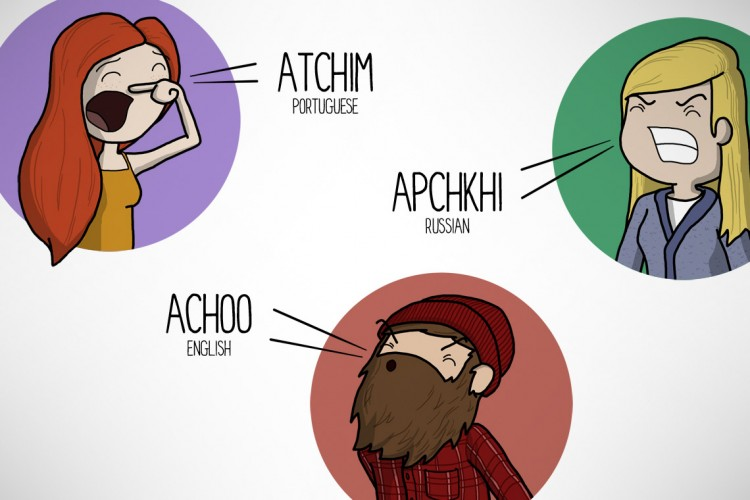 ATCHIM
PORTUGUESE
APCHKHI
RUSSIAN
ACHOO
ENGLISH